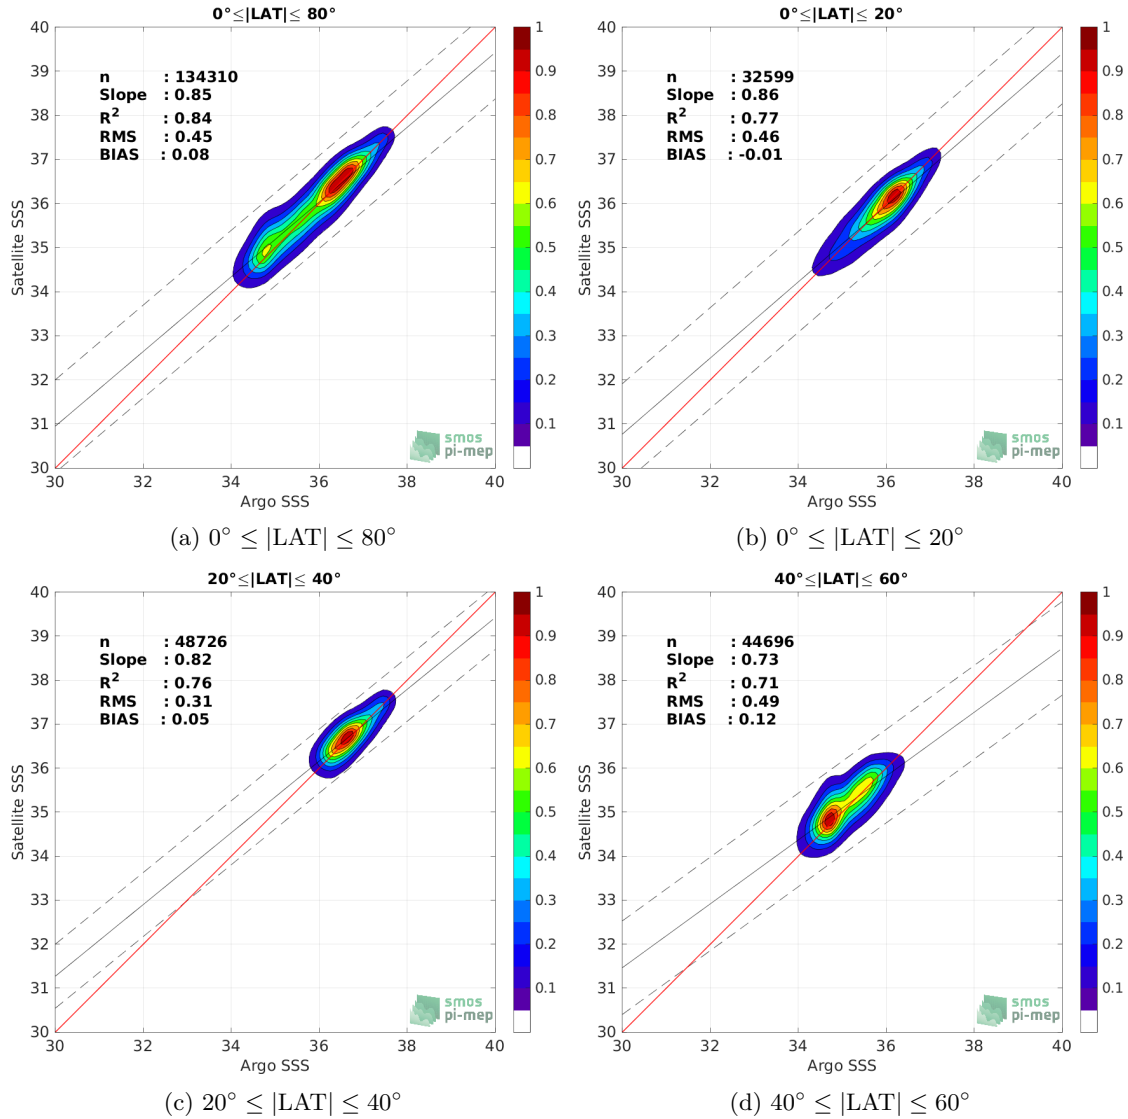 0°≤|LAT|≤ 80°
n : 134310
Slope : 0.85
R² : 0.84
RMS : 0.45
BIAS : 0.08
40
39
38
37
36
35
34
33
32
31
30
Satellite SSS
30 32 34 36 38 40
Argo SSS
1
0.9
0.8
0.7
0.6
0.5
0.4
0.3
0.2
0.1
smos
pi-mep
(a) 0° ≤ |LAT| ≤ 80°
0°≤|LAT|≤ 20°
n : 32599
Slope : 0.86
R² : 0.77
RMS : 0.46
BIAS : -0.01
40
39
38
37
36
35
34
33
32
31
30
Satellite SSS
30 32 34 36 38 40
Argo SSS
1
0.9
0.8
0.7
0.6
0.5
0.4
0.3
0.2
0.1
smos
pi-mep
(b) 0° ≤ |LAT| ≤ 20°
20°≤|LAT|≤ 40°
n : 48726
Slope : 0.82
R² : 0.76
RMS : 0.31
BIAS : 0.05
40
39
38
37
36
35
34
33
32
31
30
Satellite SSS
30 32 34 36 38 40
Argo SSS
1
0.9
0.8
0.7
0.6
0.5
0.4
0.3
0.2
0.1
smos
pi-mep
(c) 20° ≤ |LAT| ≤ 40°
40°≤|LAT|≤ 60°
n : 44696
Slope : 0.73
R² : 0.71
RMS : 0.49
BIAS : 0.12
40
39
38
37
36
35
34
33
32
31
30
Satellite SSS
30 32 34 36 38 40
Argo SSS
1
0.9
0.8
0.7
0.6
0.5
0.4
0.3
0.2
0.1
smos
pi-mep
(d) 40° ≤ |LAT| ≤ 60°